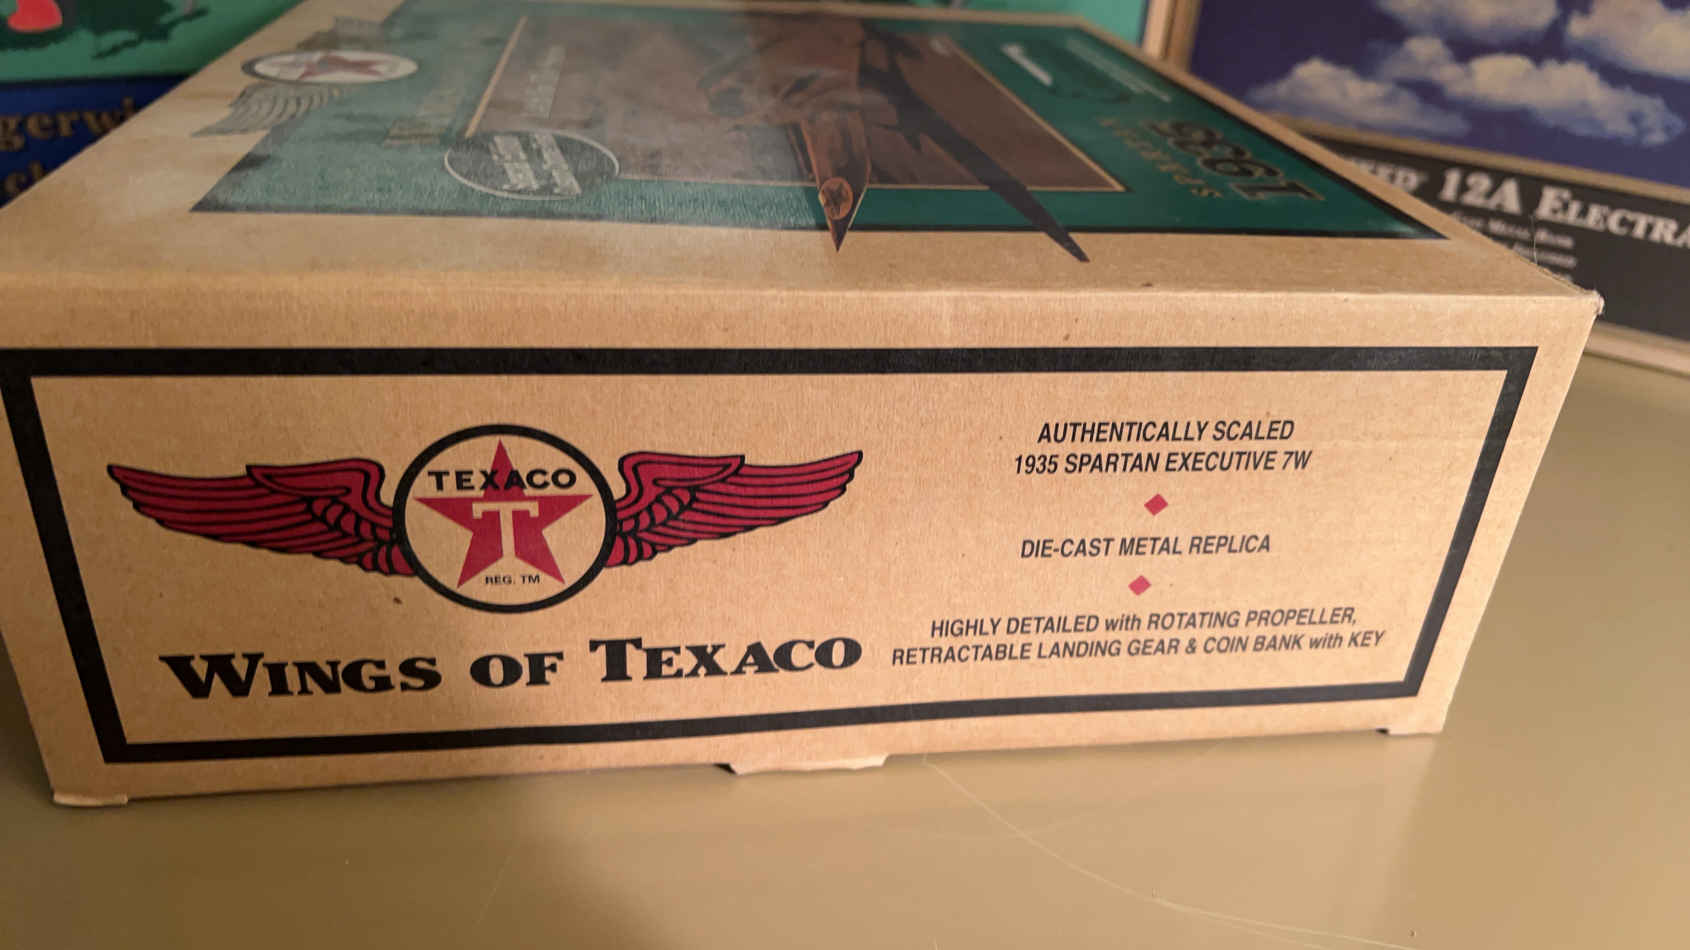 1935
12A ELECTRA
TEXACO
T
REG. TM
WINGS OF TEXACO
AUTHENTICALLY SCALED
1935 SPARTAN EXECUTIVE 7W
DIE-CAST METAL REPLICA
HIGHLY DETAILED with ROTATING PROPELLER,
RETRACTABLE LANDING GEAR & COIN BANK with KEY